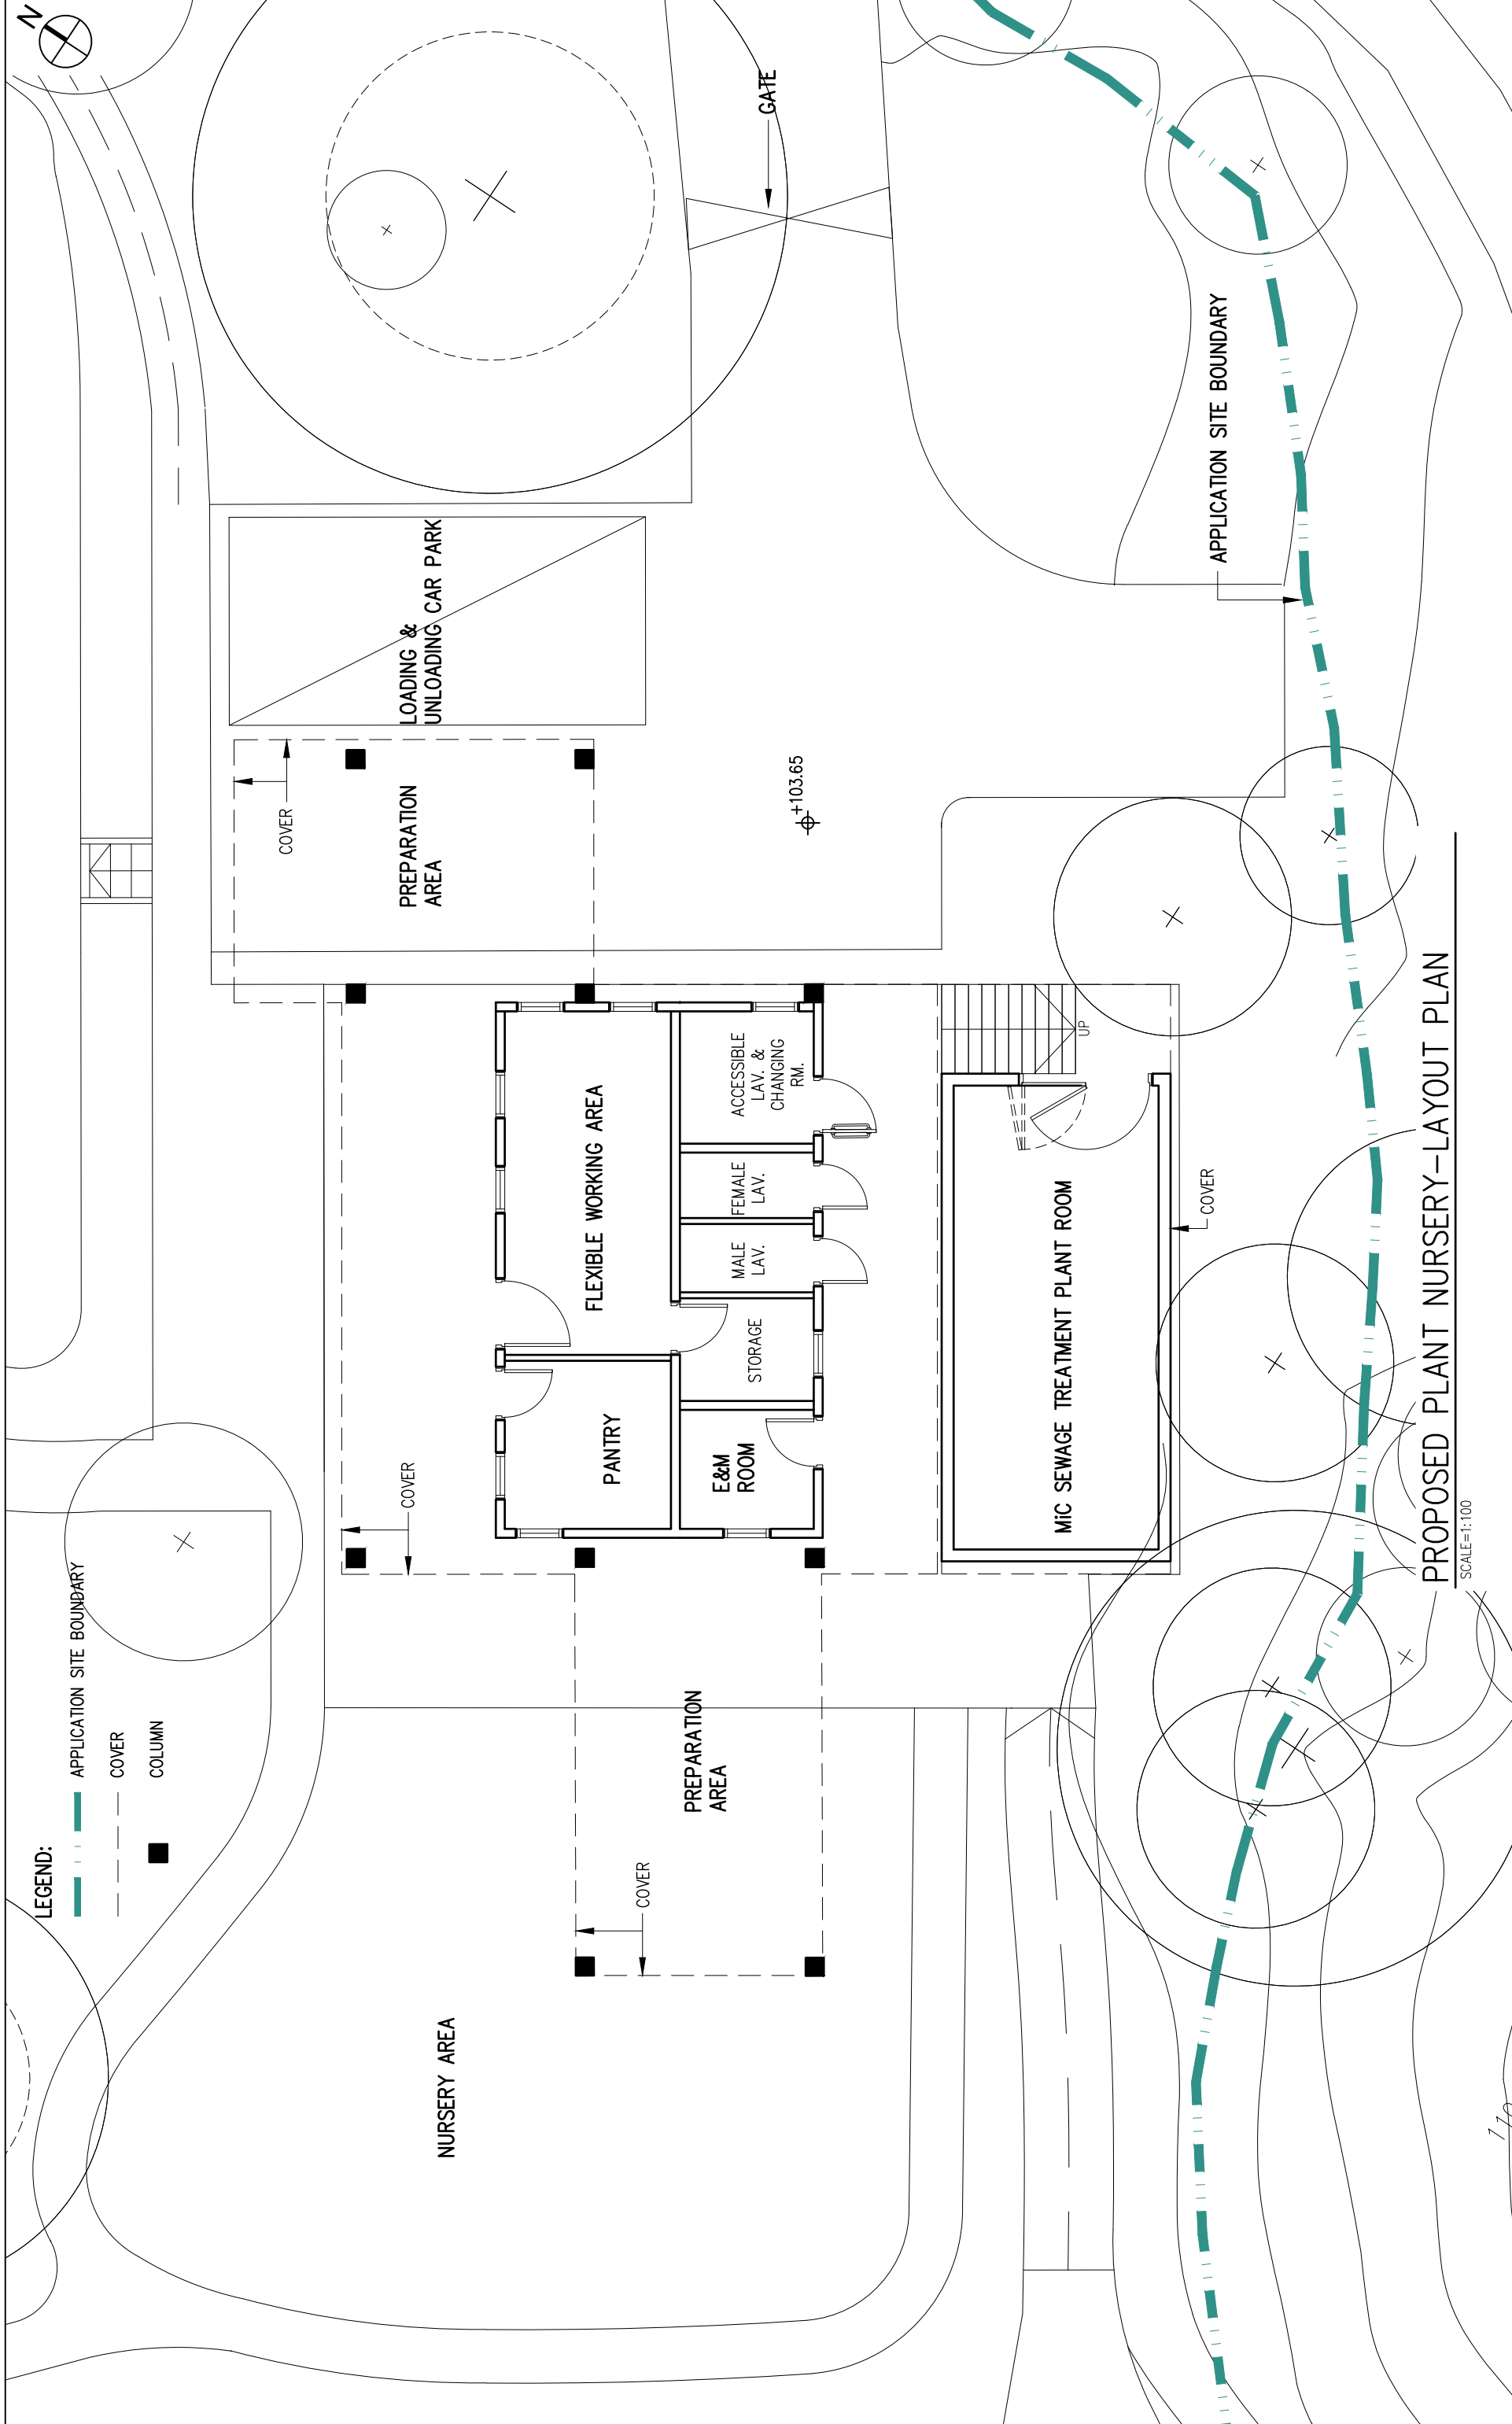 N
LEGEND:
APPLICATION SITE BOUNDARY
COVER
COLUMN
NURSERY AREA
PREPARATION
AREA
COVER
COVER
PANTRY
E&M
ROOM
STORAGE
FLEXIBLE WORKING AREA
MALE
LAV.
FEMALE
LAV.
ACCESSIBLE
LAV. &
CHANGING
RM.
MiC SEWAGE TREATMENT PLANT ROOM
UP
COVER
COVER
PREPARATION
AREA
LOADING &
UNLOADING CAR PARK
+103.65
GATE
APPLICATION SITE BOUNDARY
PROPOSED PLANT NURSERY-LAYOUT PLAN
SCALE=1:100